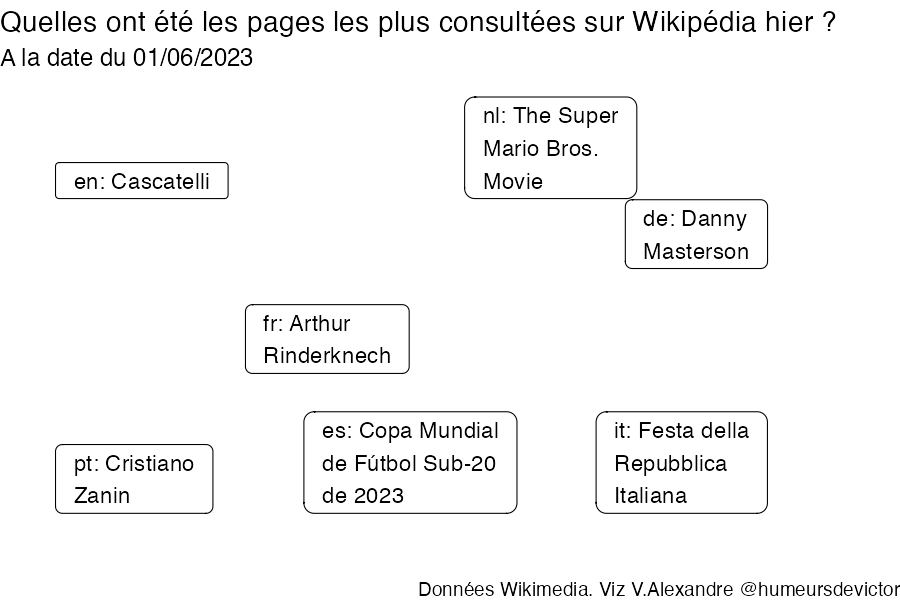 Quelles ont été les pages les plus consultées sur Wikipédia hier ?
A la date du 01/06/2023
nl: The Super
Mario Bros.
Movie
en: Cascatelli
de: Danny
Masterson
fr: Arthur
Rinderknech
es: Copa Mundial
de Fútbol Sub-20
de 2023
it: Festa della
Repubblica
Italiana
pt: Cristiano
Zanin
Données Wikimedia. Viz V.Alexandre @humeursdevictor